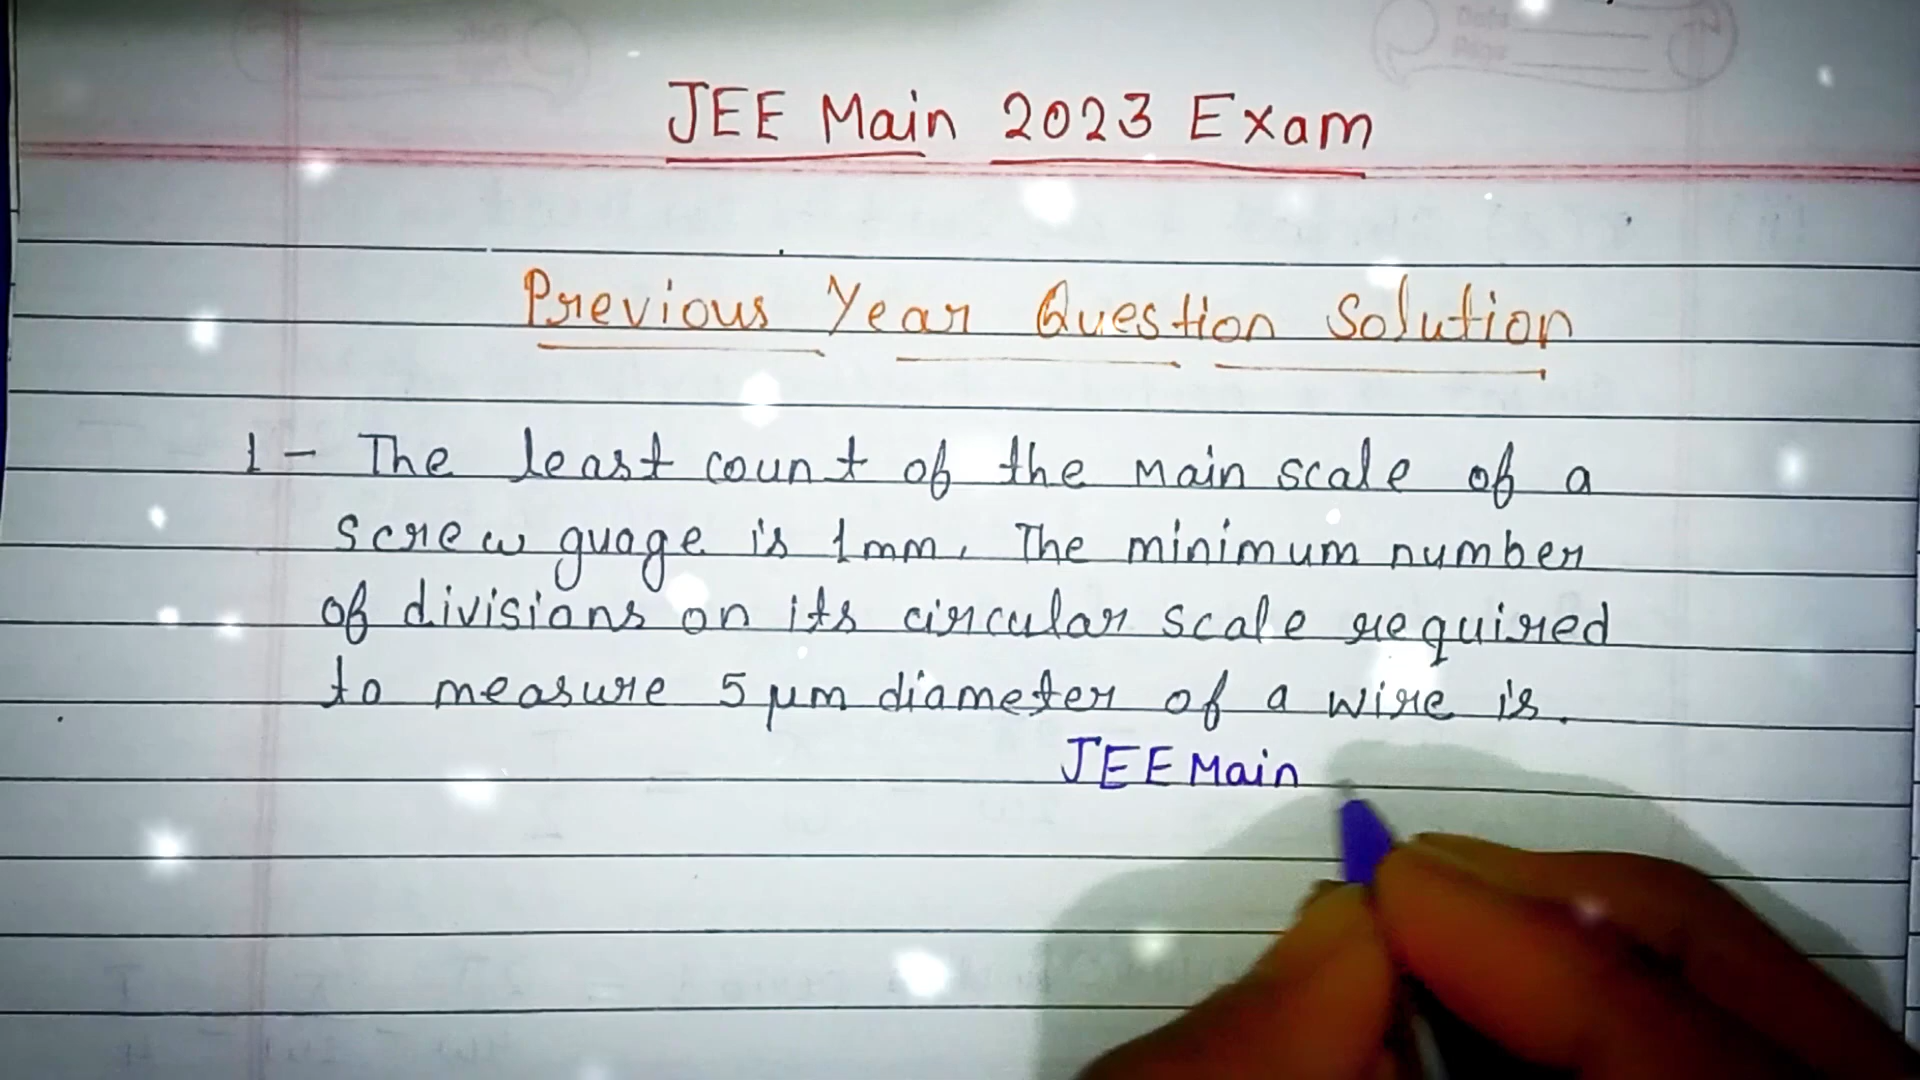 Date
Page
JEE Main 2023 Exam
Previous Year Question Solution
1 - The least count of the main scale of a
screw guage is 1mm. The minimum number
of divisions on its circular scale required
to measure 5 μm diameter of a wire is.
JEE Main